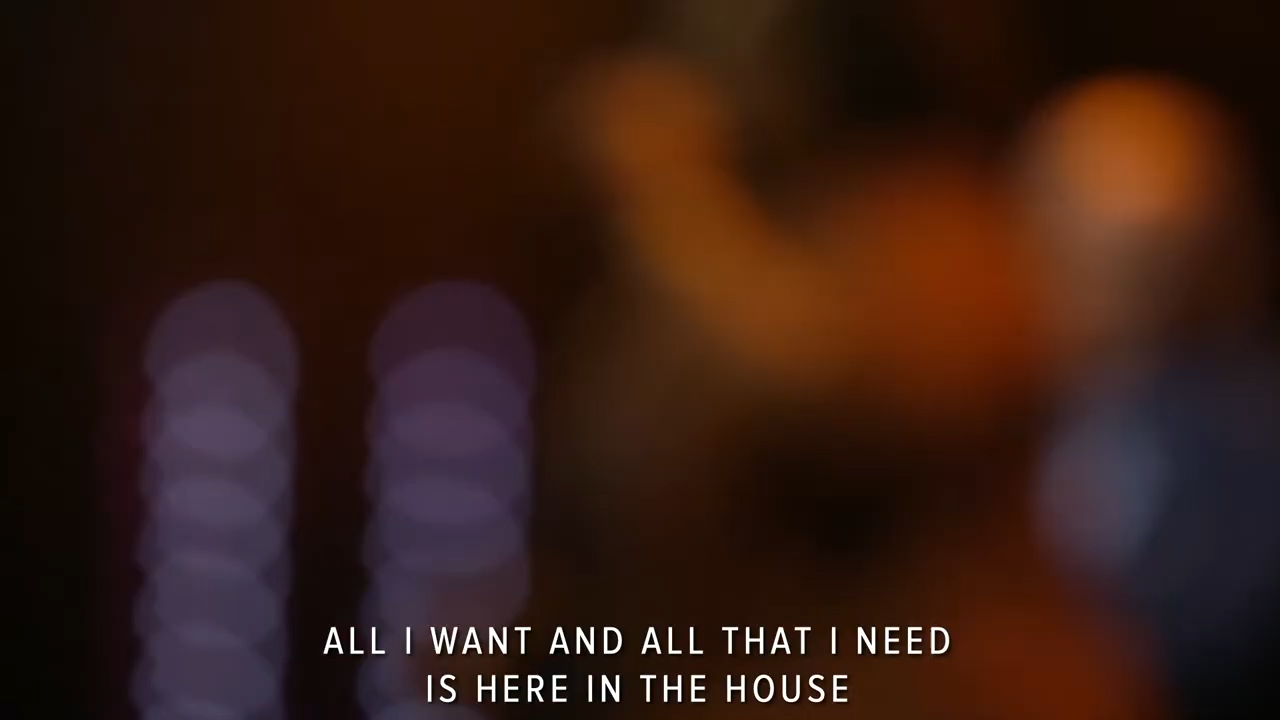 ALL I WANT AND ALL THAT I NEED
IS HERE IN THE HOUSE